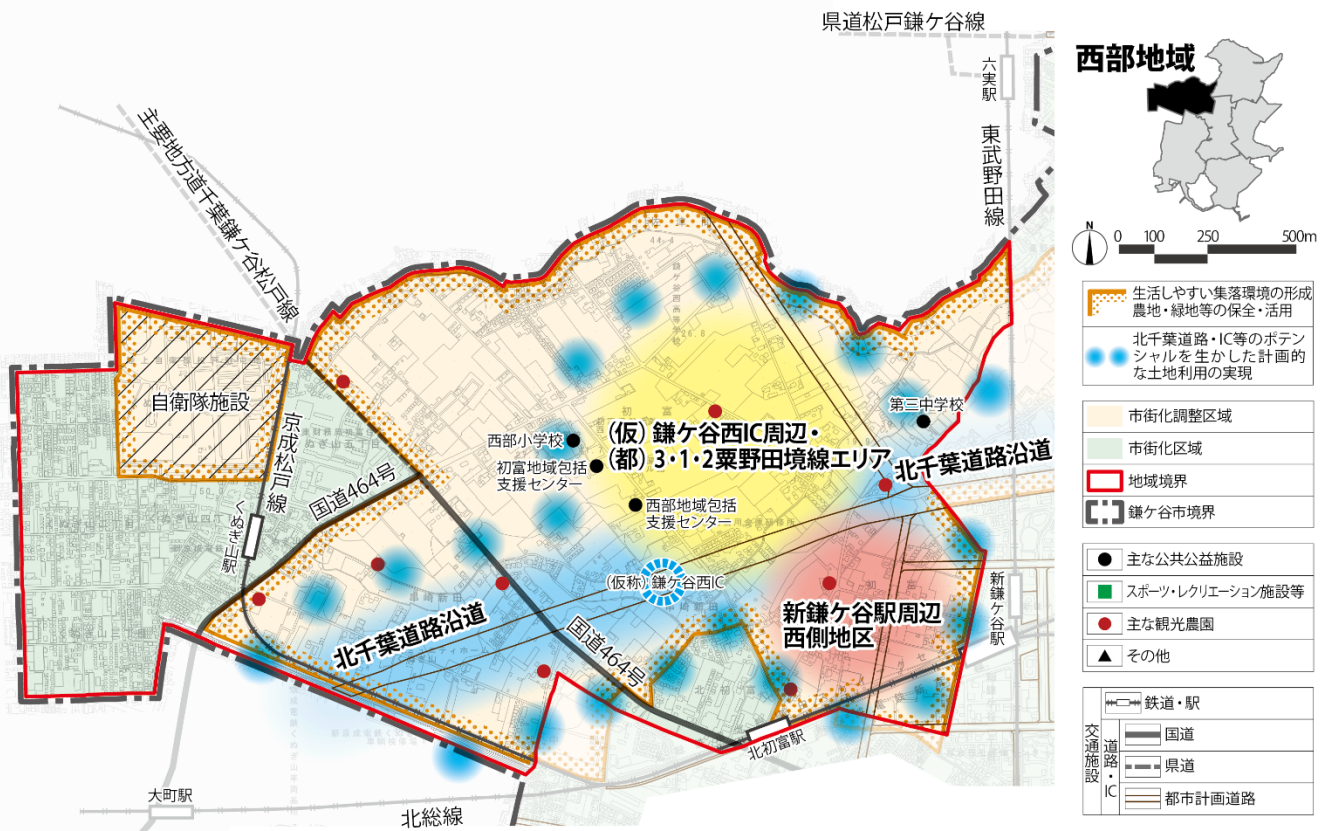 県道松戸鎌ケ谷線
六実駅
東武野田線
主要地方道千葉鎌ケ谷松戸線
自衛隊施設
京成松戸線
くぬぎ山駅
国道464号
西部小学校
初富地域包括
支援センター
西部地域包括
支援センター
(仮)鎌ケ谷西IC周辺・
(都)3・1・2粟野田境線エリア
第三中学校
北千葉道路沿道
(仮称)鎌ケ谷西IC
新鎌ケ谷駅周辺
西側地区
新鎌ケ谷駅
北千葉道路沿道
国道464号
北初富駅
大町駅
北総線
西部地域
N
0 100 250 500m
生活しやすい集落環境の形成
農地・緑地等の保全・活用
北千葉道路・IC等のポテン
シャルを生かした計画的
な土地利用の実現
市街化調整区域
市街化区域
地域境界
鎌ケ谷市境界
主な公共公益施設
スポーツ・レクリエーション施設等
主な観光農園
その他
交通施設
鉄道・駅
道路・IC
国道
県道
都市計画道路